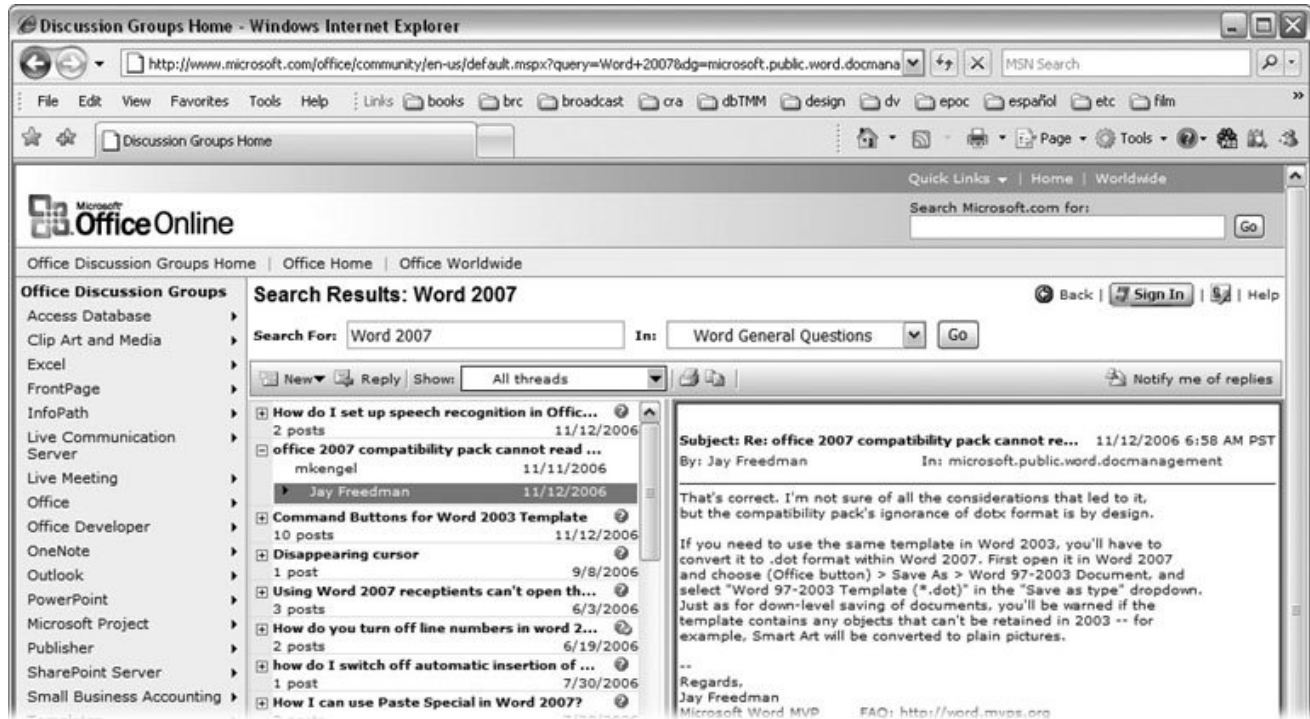 Discussion Groups Home - Windows Internet Explorer
http://www.microsoft.com/office/community/en-us/default.mspx?query=Word+2007&dg=microsoft.public.word.docmana
MSN Search
File Edit View Favorites Tools Help Links books brc broadcast cra dbTMM design dv epoc español etc film »
Discussion Groups Home
Page Tools
Quick Links | Home | Worldwide
Microsoft
Office Online
Search Microsoft.com for:
Go
Office Discussion Groups Home | Office Home | Office Worldwide
Office Discussion Groups
Access Database
Clip Art and Media
Excel
FrontPage
InfoPath
Live Communication
Server
Live Meeting
Office
Office Developer
OneNote
Outlook
PowerPoint
Microsoft Project
Publisher
SharePoint Server
Small Business Accounting
Search Results: Word 2007
Back | Sign In | Help
Search For: Word 2007 In: Word General Questions Go
New Reply Show: All threads
Notify me of replies
How do I set up speech recognition in Offic...
2 posts 11/12/2006
office 2007 compatibility pack cannot read ...
mkengel 11/11/2006
Jay Freedman 11/12/2006
Command Buttons for Word 2003 Template
10 posts 11/12/2006
Disappearing cursor
1 post 9/8/2006
Using Word 2007 receptients can't open th...
3 posts 6/3/2006
How do you turn off line numbers in word 2...
2 posts 6/19/2006
how do I switch off automatic insertion of ...
1 post 7/30/2006
How I can use Paste Special in Word 2007?
Subject: Re: office 2007 compatibility pack cannot re... 11/12/2006 6:58 AM PST
By: Jay Freedman In: microsoft.public.word.docmanagement
That's correct. I'm not sure of all the considerations that led to it,
but the compatibility pack's ignorance of dotx format is by design.
If you need to use the same template in Word 2003, you'll have to
convert it to .dot format within Word 2007. First open it in Word 2007
and choose (Office button) > Save As > Word 97-2003 Document, and
select "Word 97-2003 Template (*.dot)" in the "Save as type" dropdown.
Just as for down-level saving of documents, you'll be warned if the
template contains any objects that can't be retained in 2003 -- for
example, Smart Art will be converted to plain pictures.
--
Regards,
Jay Freedman
Microsoft Word MVP FAQ: http://word.mvps.org